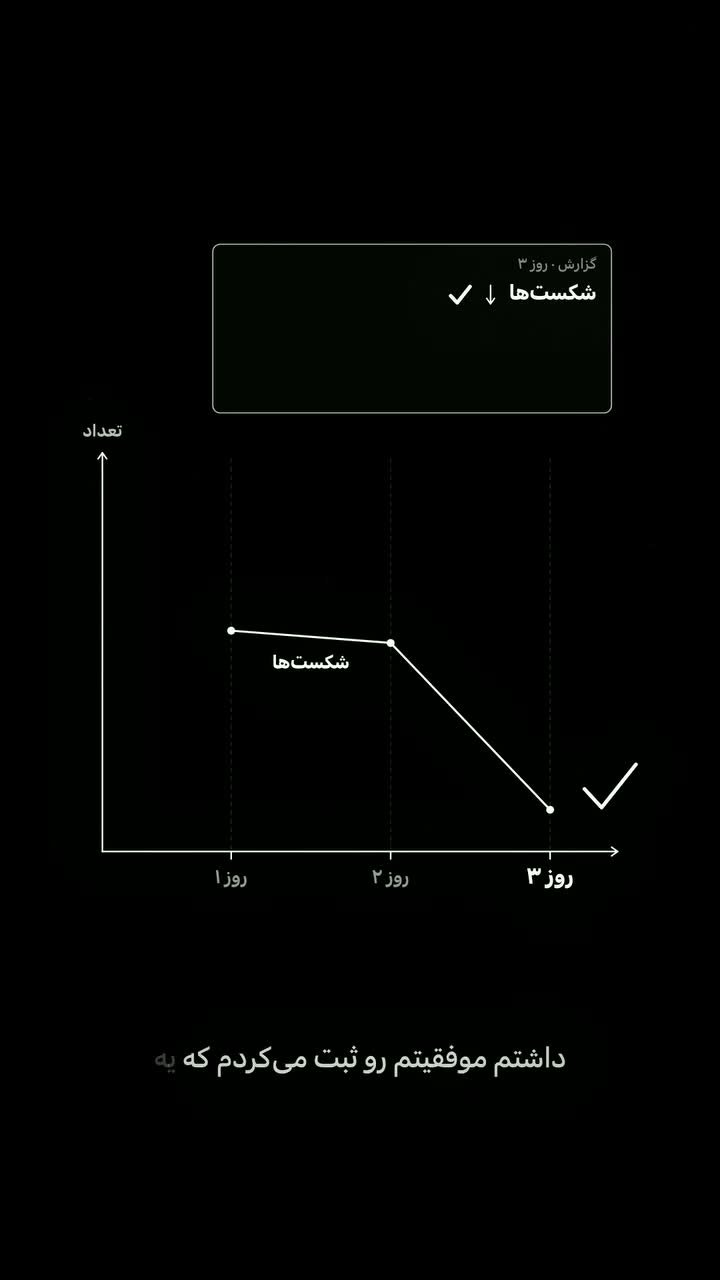 گزارش · روز ۳
شکست‌ها ↓ ✓
تعداد
شکست‌ها
روز ۱
روز ۲
روز ۳
داشتم موفقیتم رو ثبت می‌کردم که یه